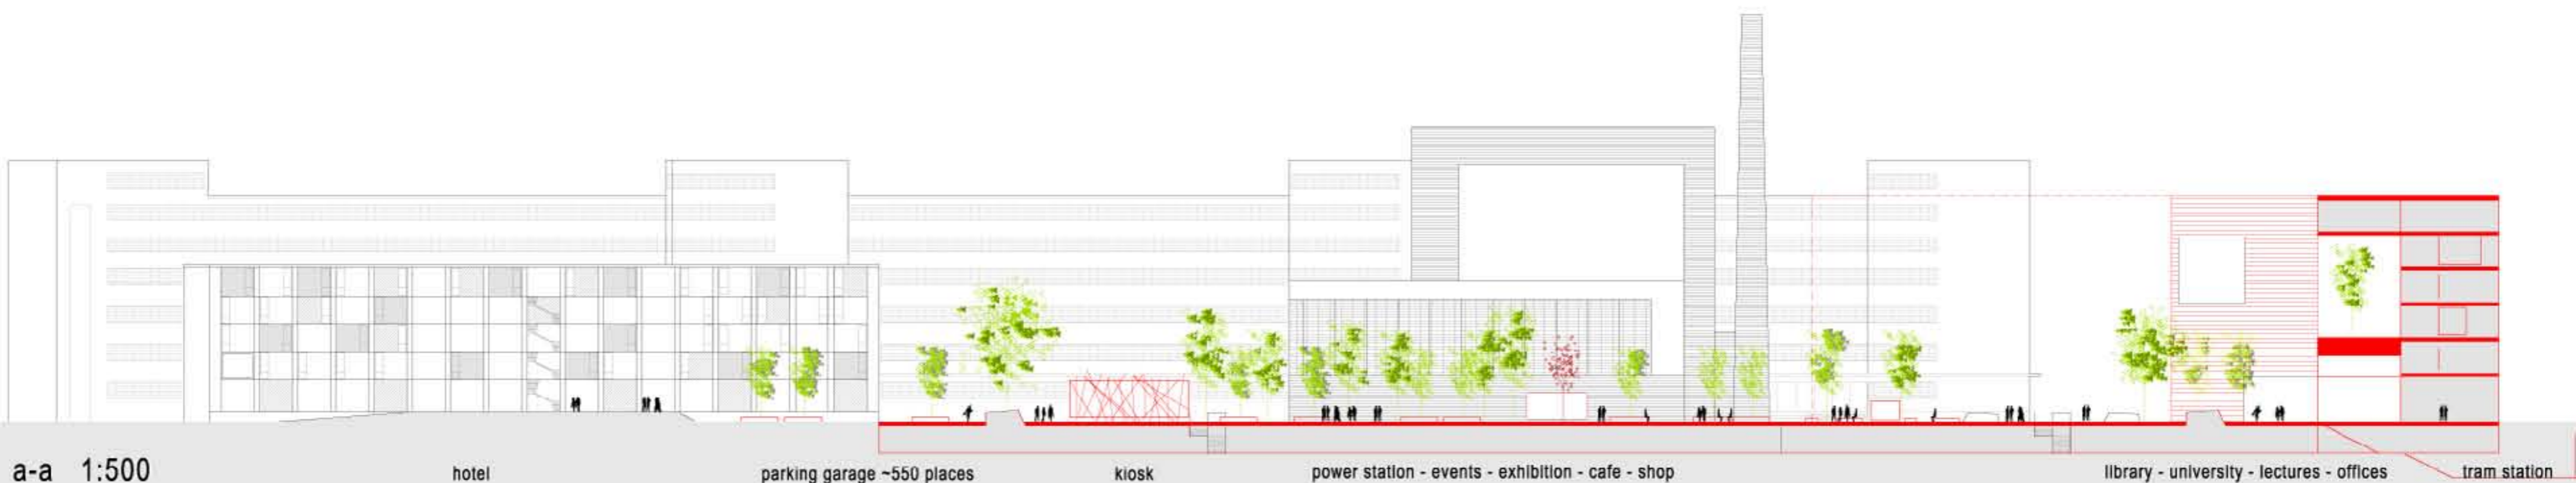 a-a 1:500 hotel parking garage ~550 places kiosk power station - events - exhibition - cafe - shop library - university - lectures - offices tram station